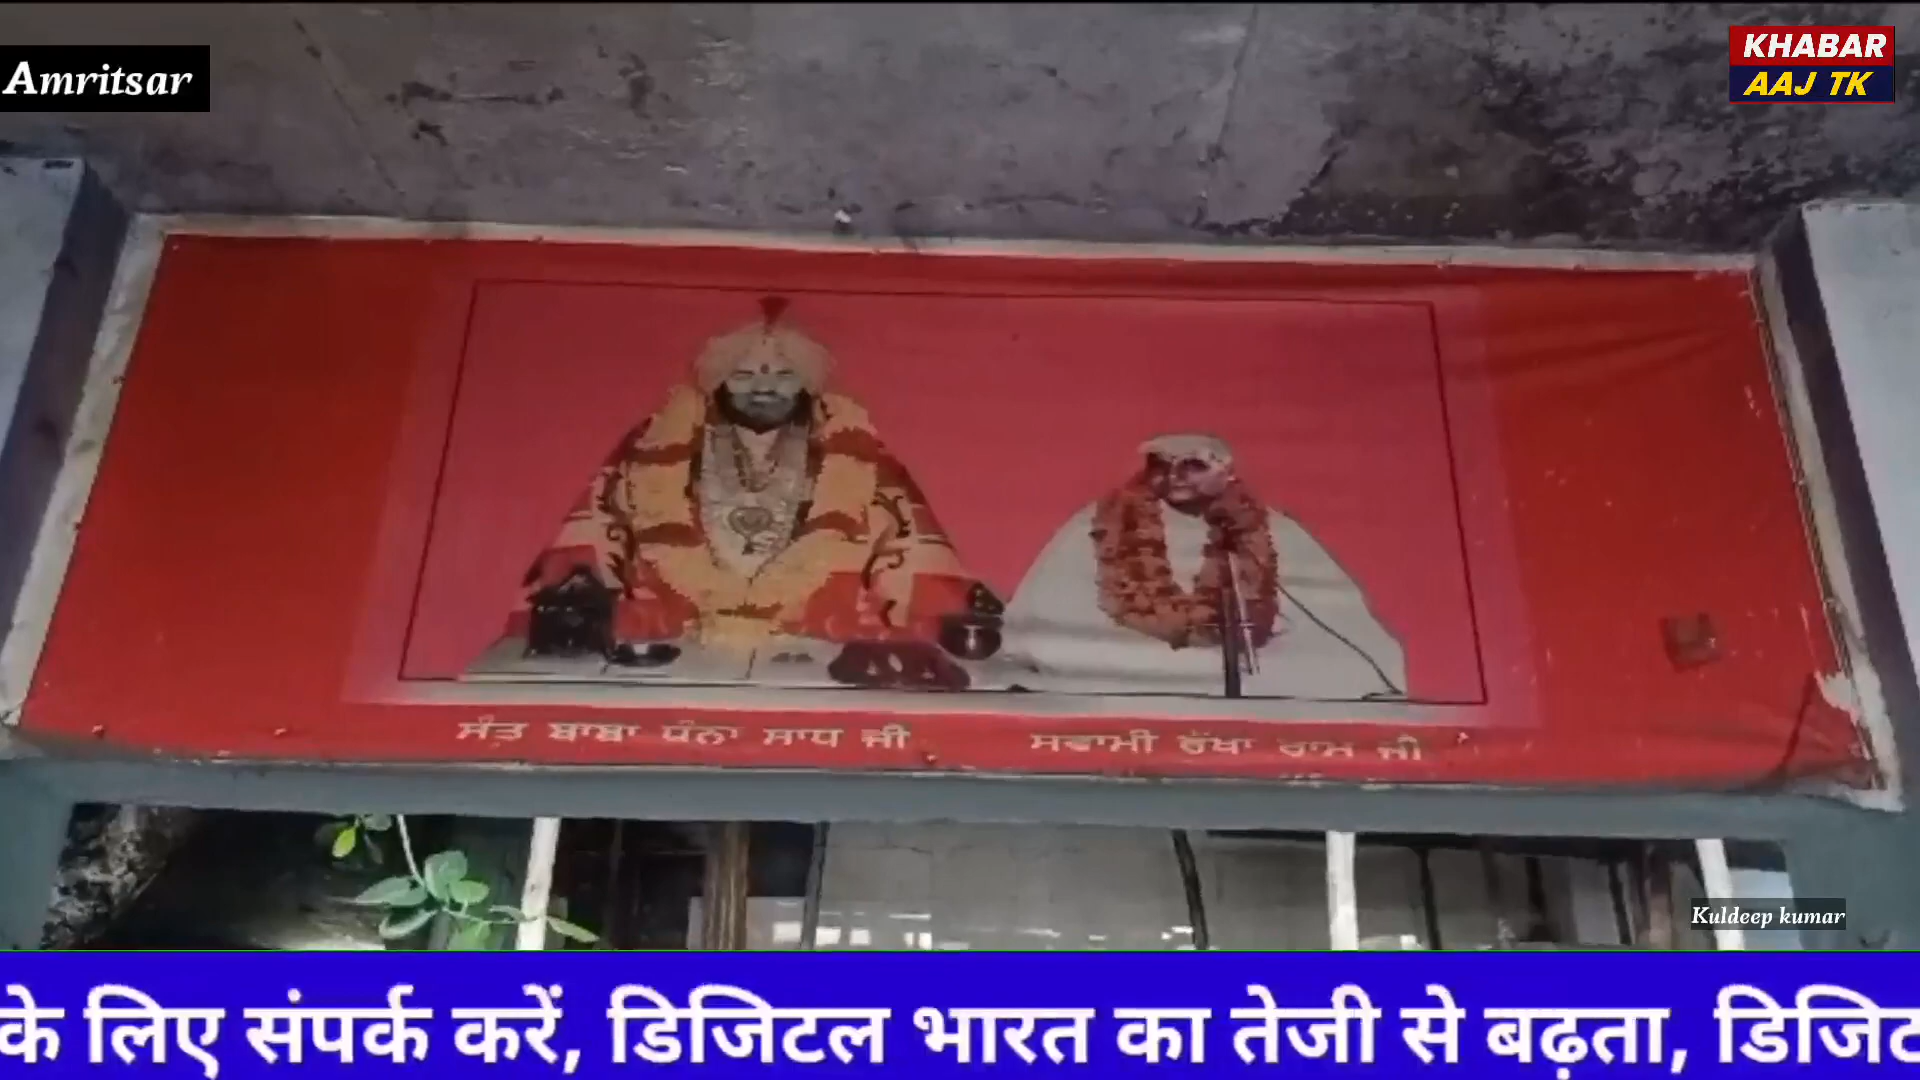 Amritsar
KHABAR
AAJ TK
ਸੰਤ ਬਾਬਾ ਪੰਨਾ ਸਾਧ ਜੀ
ਸਵਾਮੀ ਰੱਖਾ ਰਾਮ ਜੀ
Kuldeep kumar
के लिए संपर्क करें, डिजिटल भारत का तेजी से बढ़ता, डिजिट